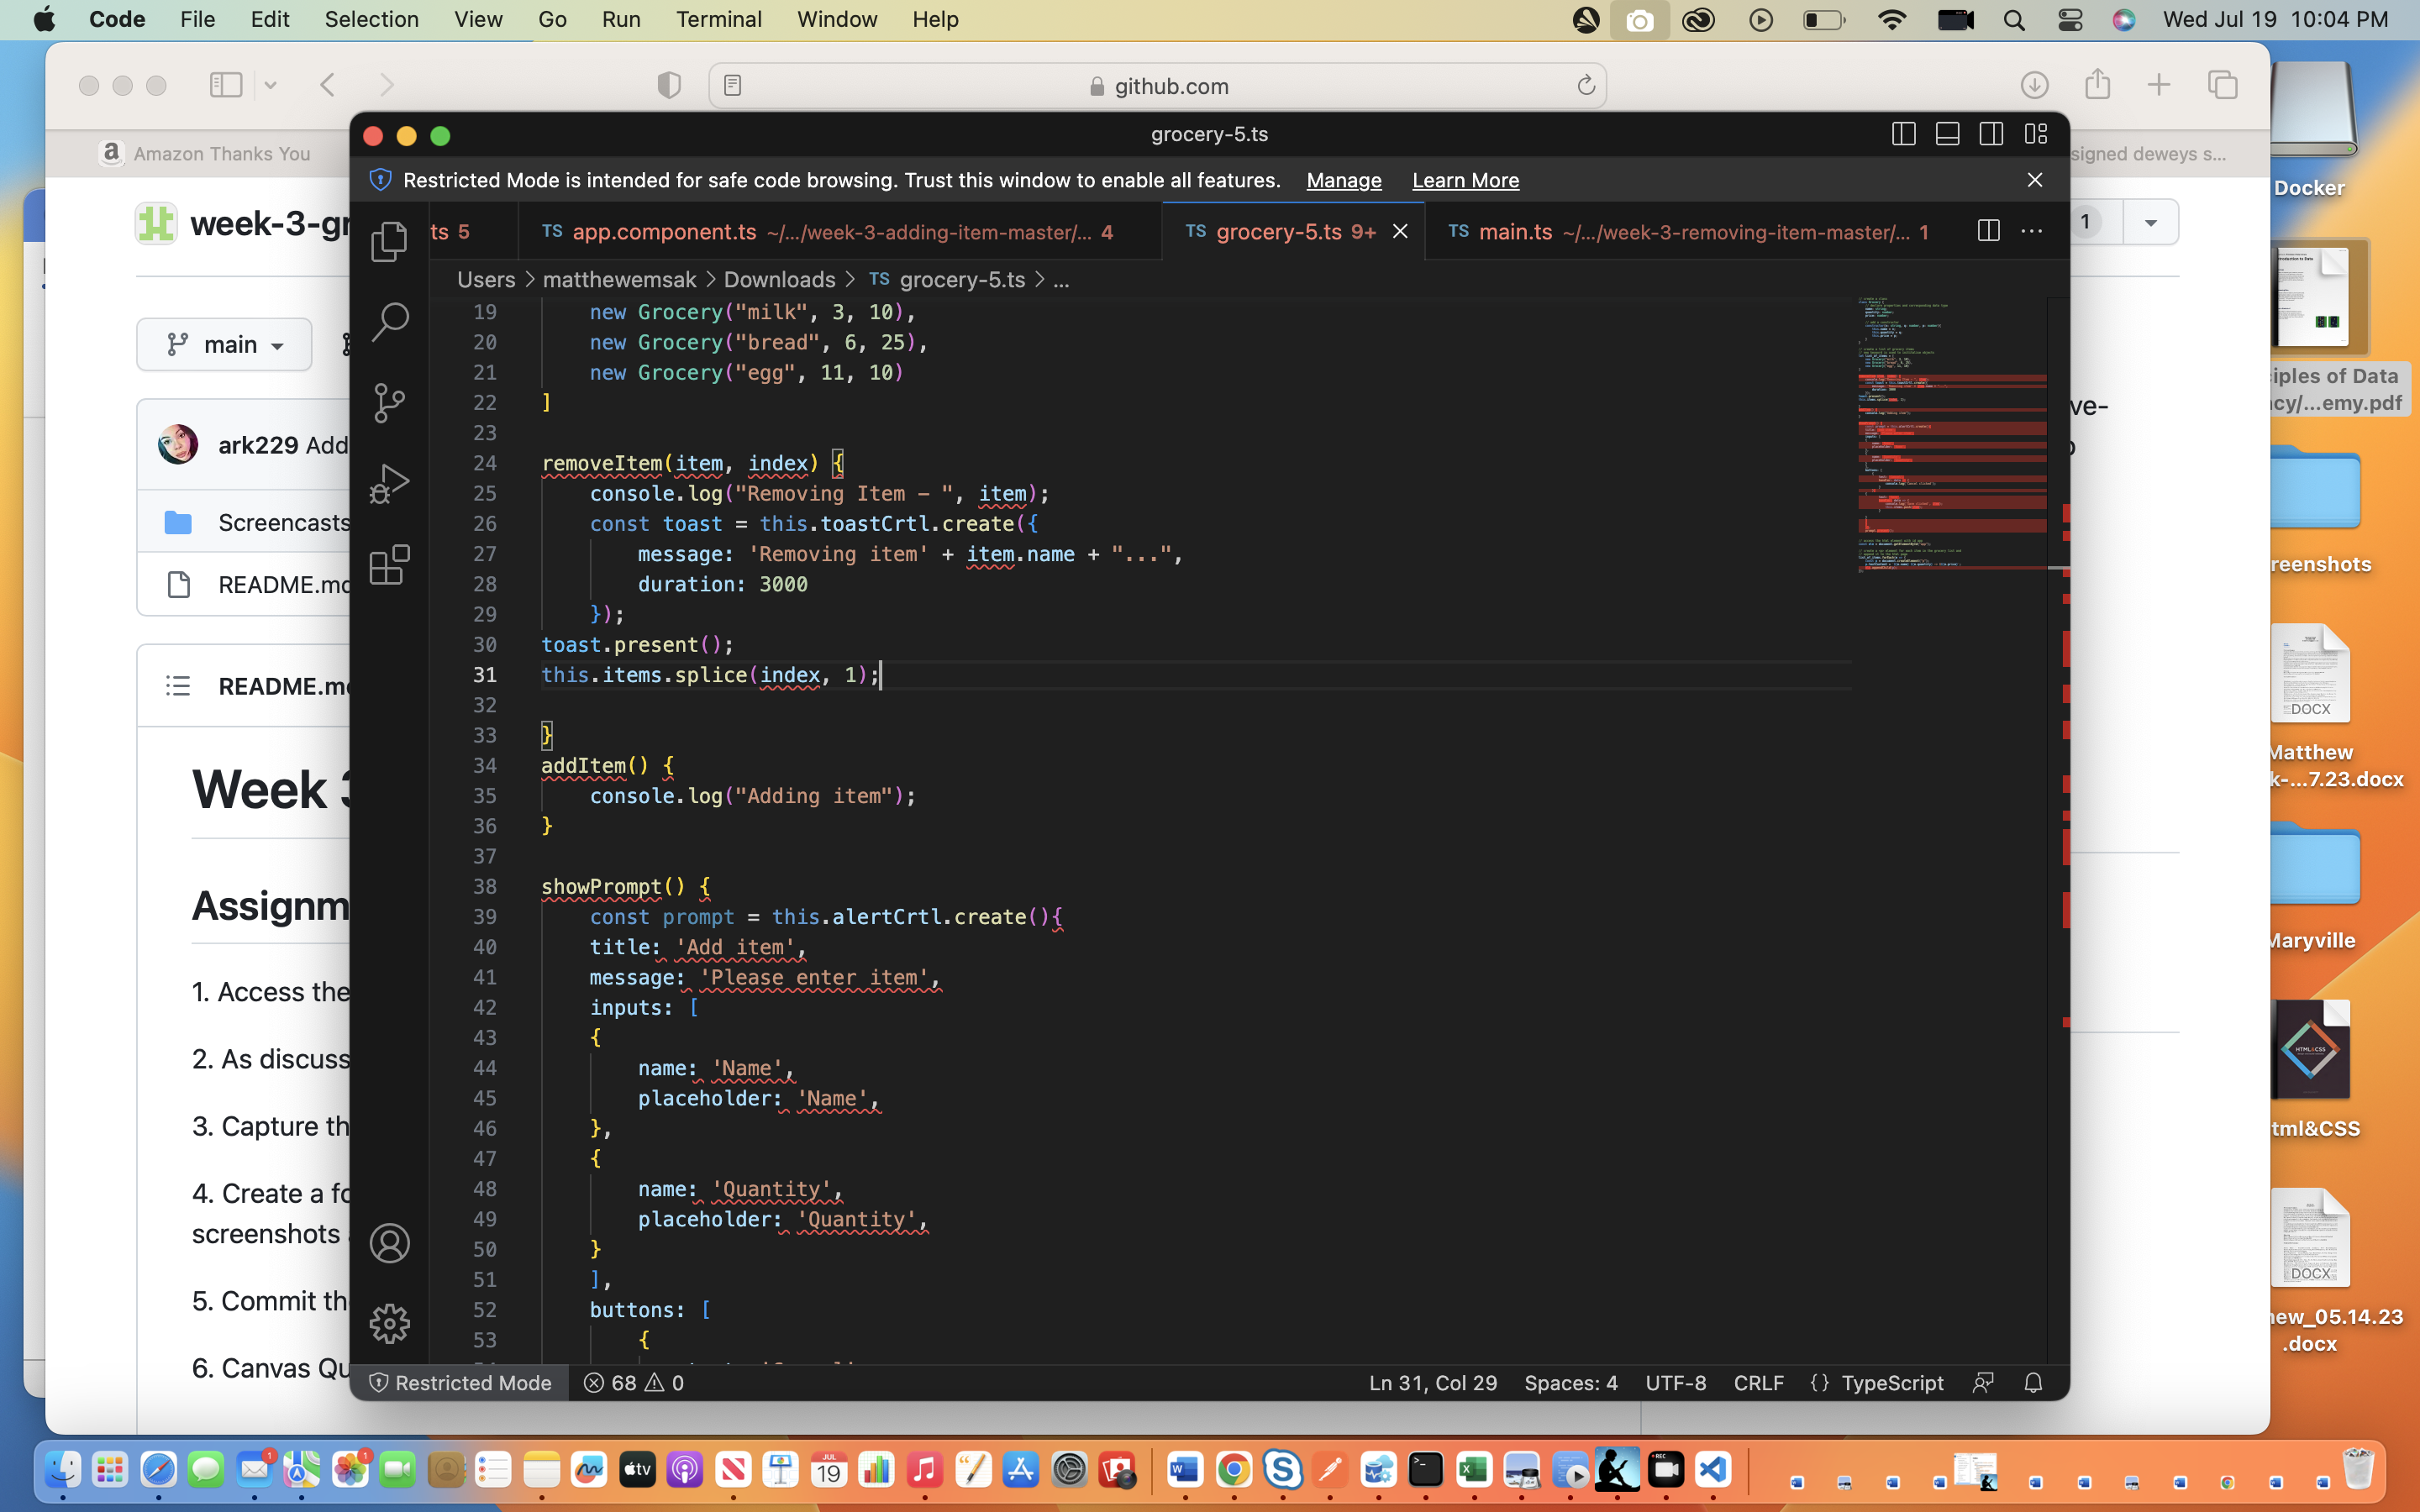 Code File Edit Selection View Go Run Terminal Window Help Wed Jul 19 10:04 PM
github.com
Amazon Thanks You
signed deweys s...
grocery-5.ts
Restricted Mode is intended for safe code browsing. Trust this window to enable all features. Manage Learn More
ts 5 TS app.component.ts ~/.../week-3-adding-item-master/... 4 TS grocery-5.ts 9+ TS main.ts ~/.../week-3-removing-item-master/... 1
Users > matthewemsak > Downloads > TS grocery-5.ts > ...
19 new Grocery("milk", 3, 10),
20 new Grocery("bread", 6, 25),
21 new Grocery("egg", 11, 10)
22 ]
23
24 removeItem(item, index) {
25 console.log("Removing Item - ", item);
26 const toast = this.toastCrtl.create({
27 message: 'Removing item' + item.name + "...",
28 duration: 3000
29 });
30 toast.present();
31 this.items.splice(index, 1);
32
33 }
34 addItem() {
35 console.log("Adding item");
36 }
37
38 showPrompt() {
39 const prompt = this.alertCrtl.create(){
40 title: 'Add item',
41 message: 'Please enter item',
42 inputs: [
43 {
44 name: 'Name',
45 placeholder: 'Name',
46 },
47 {
48 name: 'Quantity',
49 placeholder: 'Quantity',
50 }
51 ],
52 buttons: [
53 {
Restricted Mode 68 0 Ln 31, Col 29 Spaces: 4 UTF-8 CRLF {} TypeScript
week-3-gr
main
ark229 Add
Screencasts
README.md
README.md
Week 3
Assignm
1. Access the
2. As discuss
3. Capture th
4. Create a fo
screenshots
5. Commit the
6. Canvas Qu
1
ve-
Docker
iples of Data
cy/...emy.pdf
reenshots
DOCX
Matthew
k-...7.23.docx
Maryville
HTML&CSS
tml&CSS
DOCX
ew_05.14.23
.docx
1
1
tv
JUL
19
REC